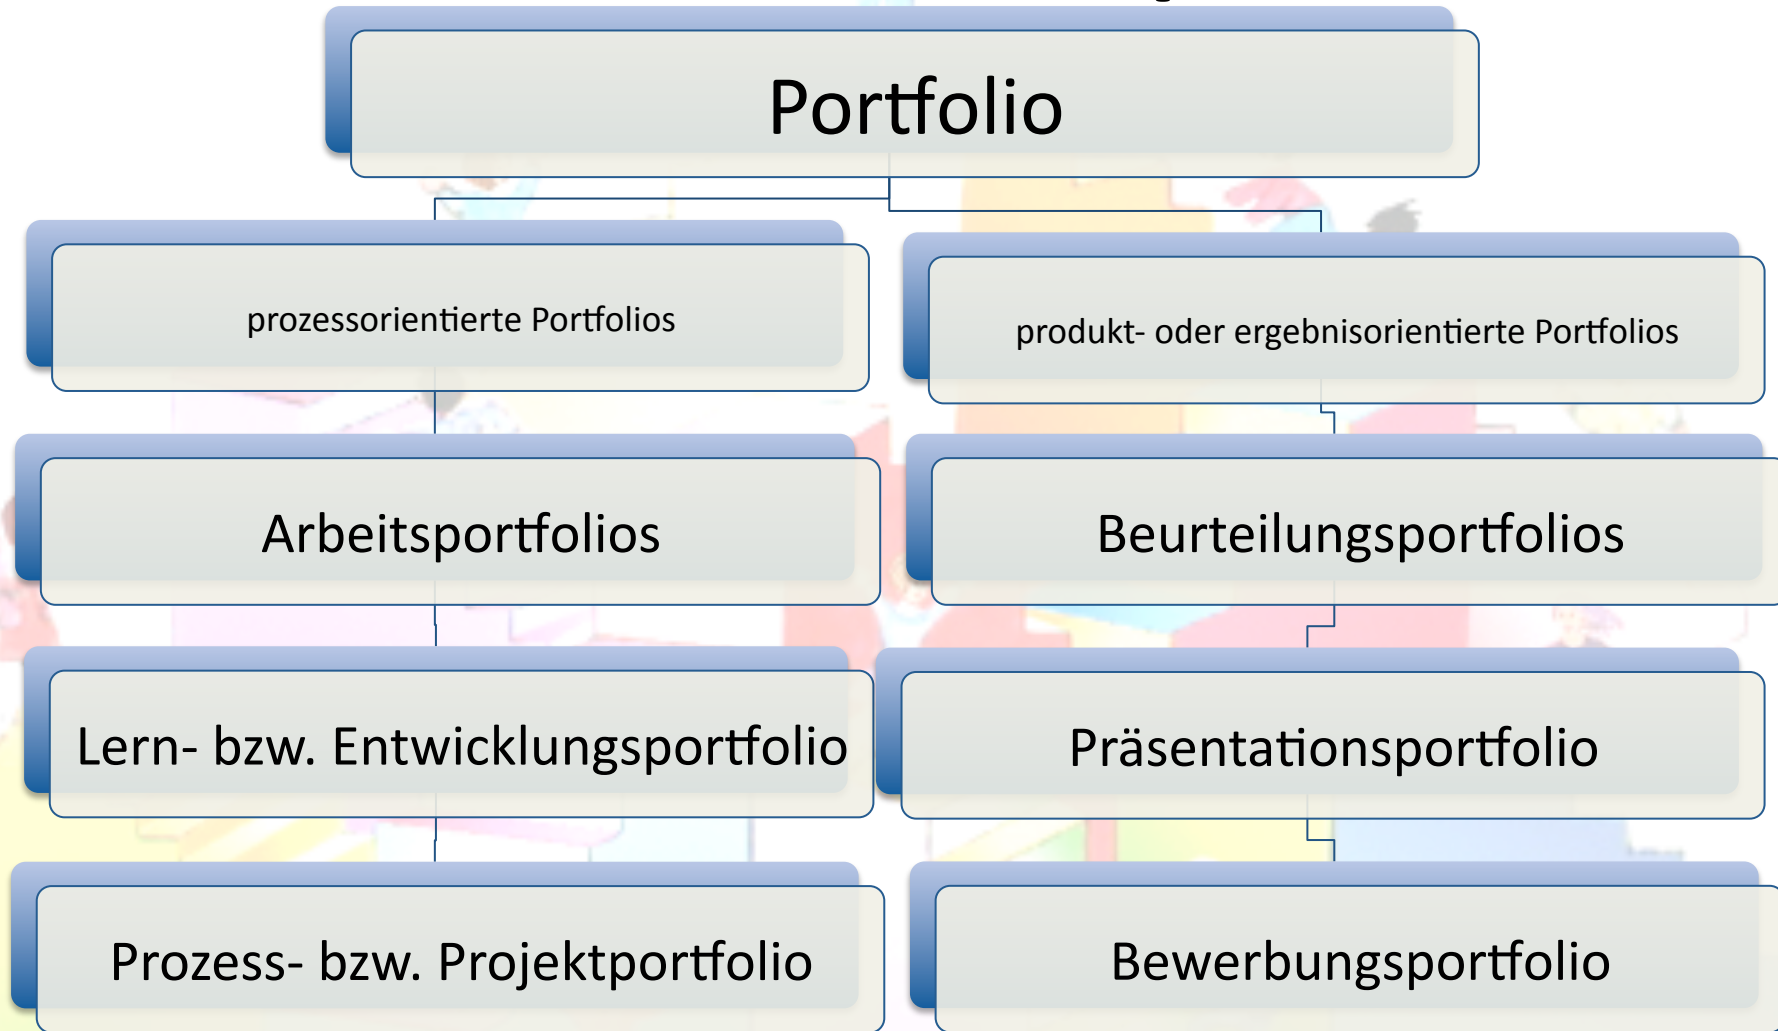 Portfolio
prozessorientierte Portfolios
produkt- oder ergebnisorientierte Portfolios
Arbeitsportfolios
Beurteilungsportfolios
Lern- bzw. Entwicklungsportfolio
Präsentationsportfolio
Prozess- bzw. Projektportfolio
Bewerbungsportfolio